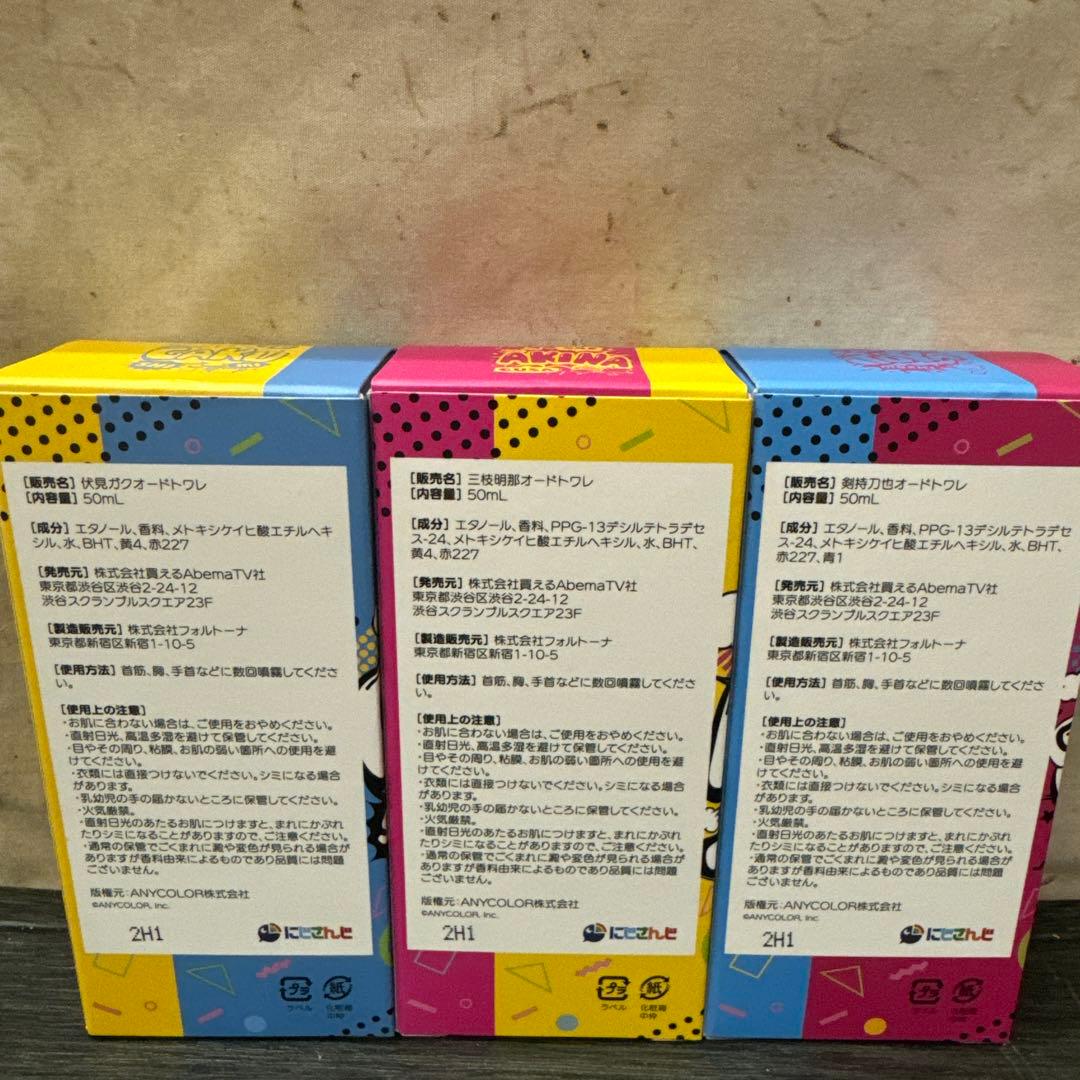 GAKU
AKINA
[販売名] 伏見ガクオードトワレ
[内容量] 50mL
[成分] エタノール、香料、メトキシケイヒ酸エチルヘキ
シル、水、BHT、黄4、赤227
[発売元] 株式会社買えるAbemaTV社
東京都渋谷区渋谷2-24-12
渋谷スクランブルスクエア23F
[製造販売元] 株式会社フォルトーナ
東京都新宿区新宿1-10-5
[使用方法] 首筋、胸、手首などに数回噴霧してくださ
い。
[使用上の注意]
・お肌に合わない場合は、ご使用をおやめください。
・直射日光、高温多湿を避けて保管してください。
・目やその周り、粘膜、お肌の弱い箇所への使用を避
けてください。
・衣類には直接つけないでください。シミになる場合
があります。
・乳幼児の手の届かないところに保管してください。
・火気厳禁。
・直射日光のあたるお肌につけますと、まれにかぶれ
たりシミになることがありますので、ご注意ください。
・通常の保管でごくまれに澱や変色が見られる場合が
ありますが香料由来によるものであり品質には問題
ございません。
版権元:ANYCOLOR株式会社
©ANYCOLOR, Inc.
2H1
にじさんじ
プラ
ラベル
紙
化粧箱
中枠
[販売名] 三枝明那オードトワレ
[内容量] 50mL
[成分] エタノール、香料、PPG-13デシルテトラデセ
ス-24、メトキシケイヒ酸エチルヘキシル、水、BHT、
黄4、赤227
[発売元] 株式会社買えるAbemaTV社
東京都渋谷区渋谷2-24-12
渋谷スクランブルスクエア23F
[製造販売元] 株式会社フォルトーナ
東京都新宿区新宿1-10-5
[使用方法] 首筋、胸、手首などに数回噴霧してくださ
い。
[使用上の注意]
・お肌に合わない場合は、ご使用をおやめください。
・直射日光、高温多湿を避けて保管してください。
・目やその周り、粘膜、お肌の弱い箇所への使用を避
けてください。
・衣類には直接つけないでください。シミになる場合
があります。
・乳幼児の手の届かないところに保管してください。
・火気厳禁。
・直射日光のあたるお肌につけますと、まれにかぶれ
たりシミになることがありますので、ご注意ください。
・通常の保管でごくまれに澱や変色が見られる場合が
ありますが香料由来によるものであり品質には問題
ございません。
版権元:ANYCOLOR株式会社
©ANYCOLOR, Inc.
2H1
にじさんじ
プラ
ラベル
紙
化粧箱
中枠
[販売名] 剣持刀也オードトワレ
[内容量] 50mL
[成分] エタノール、香料、PPG-13デシルテトラデセ
ス-24、メトキシケイヒ酸エチルヘキシル、水、BHT、
赤227、青1
[発売元] 株式会社買えるAbemaTV社
東京都渋谷区渋谷2-24-12
渋谷スクランブルスクエア23F
[製造販売元] 株式会社フォルトーナ
東京都新宿区新宿1-10-5
[使用方法] 首筋、胸、手首などに数回噴霧してくださ
い。
[使用上の注意]
・お肌に合わない場合は、ご使用をおやめください。
・直射日光、高温多湿を避けて保管してください。
・目やその周り、粘膜、お肌の弱い箇所への使用を避
けてください。
・衣類には直接つけないでください。シミになる場合
があります。
・乳幼児の手の届かないところに保管してください。
・火気厳禁。
・直射日光のあたるお肌につけますと、まれにかぶれ
たりシミになることがありますので、ご注意ください。
・通常の保管でごくまれに澱や変色が見られる場合が
ありますが香料由来によるものであり品質には問題
ございません。
版権元:ANYCOLOR株式会社
©ANYCOLOR, Inc.
2H1
にじさんじ
プラ
紙